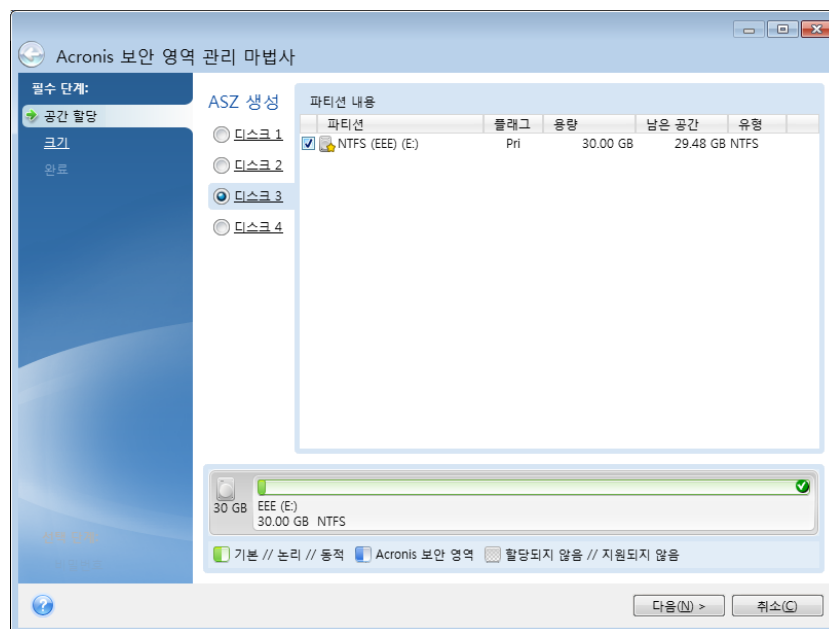 Acronis 보안 영역 관리 마법사
필수 단계:
공간 할당
크기
완료
ASZ 생성
디스크 1
디스크 2
디스크 3
디스크 4
파티션 내용
파티션 플래그 용량 남은 공간 유형
NTFS (EEE) (E:) Pri 30.00 GB 29.48 GB NTFS
30 GB
EEE (E:)
30.00 GB NTFS
기본 // 논리 // 동적 Acronis 보안 영역 할당되지 않음 // 지원되지 않음
다음(N) > 취소(C)